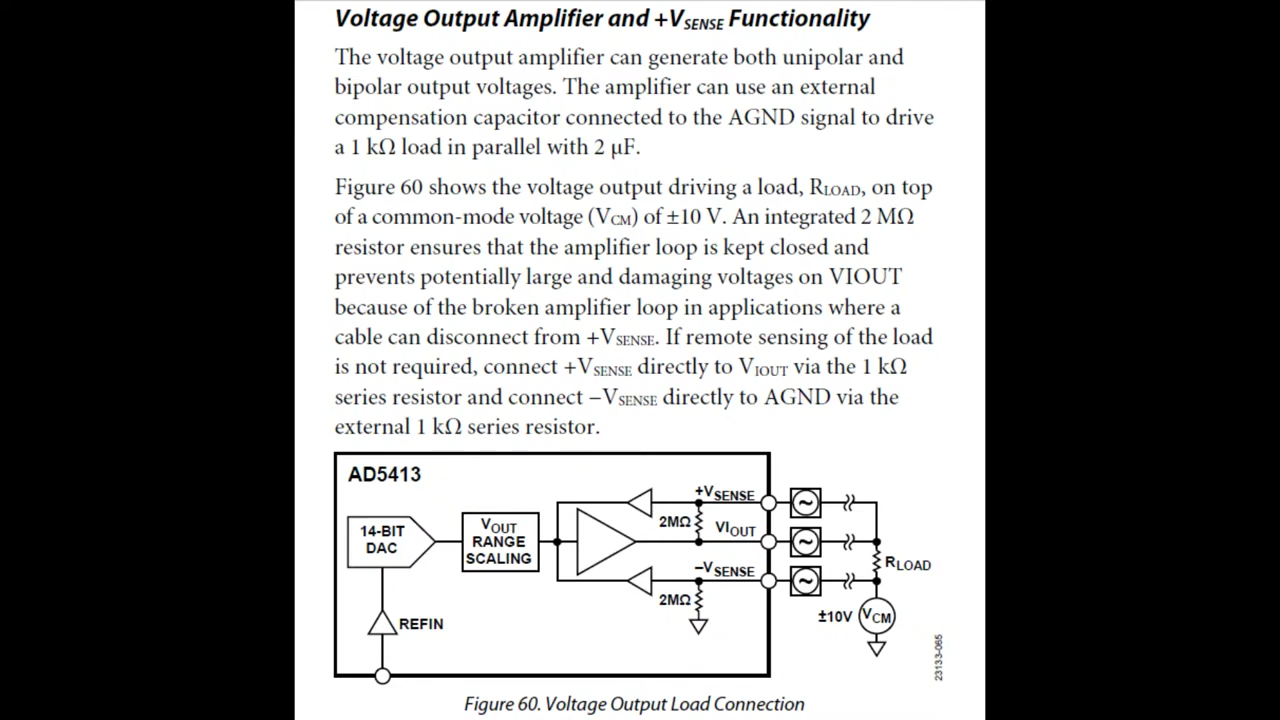 Voltage Output Amplifier and +VSENSE Functionality
The voltage output amplifier can generate both unipolar and
bipolar output voltages. The amplifier can use an external
compensation capacitor connected to the AGND signal to drive
a 1 kΩ load in parallel with 2 μF.
Figure 60 shows the voltage output driving a load, RLOAD, on top
of a common-mode voltage (VCM) of ±10 V. An integrated 2 MΩ
resistor ensures that the amplifier loop is kept closed and
prevents potentially large and damaging voltages on VIOUT
because of the broken amplifier loop in applications where a
cable can disconnect from +VSENSE. If remote sensing of the load
is not required, connect +VSENSE directly to VIOUT via the 1 kΩ
series resistor and connect −VSENSE directly to AGND via the
external 1 kΩ series resistor.
AD5413
+VSENSE
2MΩ
VIOUT
14-BIT
DAC
VOUT
RANGE
SCALING
−VSENSE
2MΩ
RLOAD
REFIN
±10V
VCM
23133-065
Figure 60. Voltage Output Load Connection